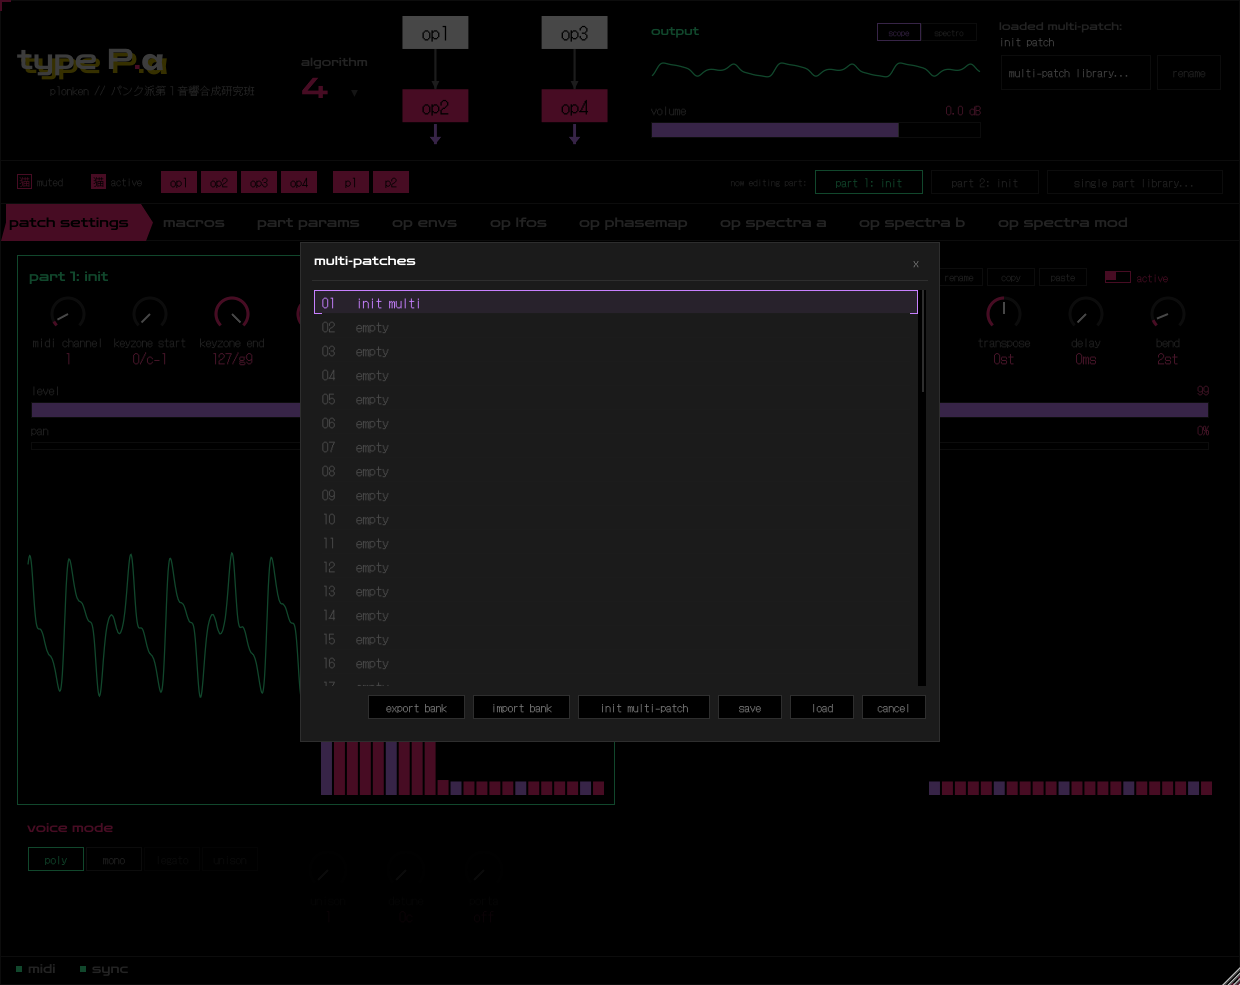 type P.a
plonken // パンク派第1音響合成研究班
algorithm
4
op1
op3
op2
op4
output
scope
spectra
volume
0.0 dB
loaded multi-patch:
init patch
multi-patch library...
rename
muted
active
op1 op2 op3 op4 p1 p2
now editing part:
part 1: init
part 2: init
single part library...
patch settings
macros
part params
op envs
op lfos
op phasemap
op spectra a
op spectra b
op spectra mod
part 1: init
midi channel
1
keyzone start
0/c-1
keyzone end
127/g9
level
pan
multi-patches
x
01 init multi
02 empty
03 empty
04 empty
05 empty
06 empty
07 empty
08 empty
09 empty
10 empty
11 empty
12 empty
13 empty
14 empty
15 empty
16 empty
17 empty
export bank
import bank
init multi-patch
save
load
cancel
rename
copy
paste
active
transpose
0st
delay
0ms
bend
2st
99
0%
voice mode
poly
mono
legato
unison
midi
sync